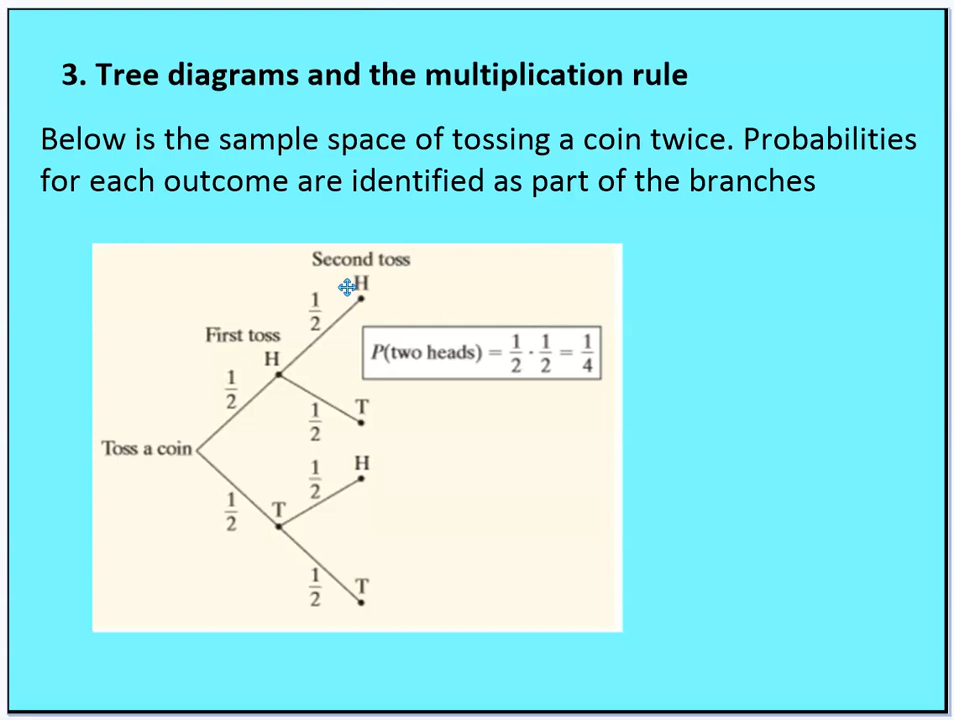 3. Tree diagrams and the multiplication rule
Below is the sample space of tossing a coin twice. Probabilities
for each outcome are identified as part of the branches
Second toss
H
1/2
First toss
H
P(two heads) = 1/2 · 1/2 = 1/4
1/2
1/2
T
Toss a coin
1/2
H
1/2
T
1/2
T